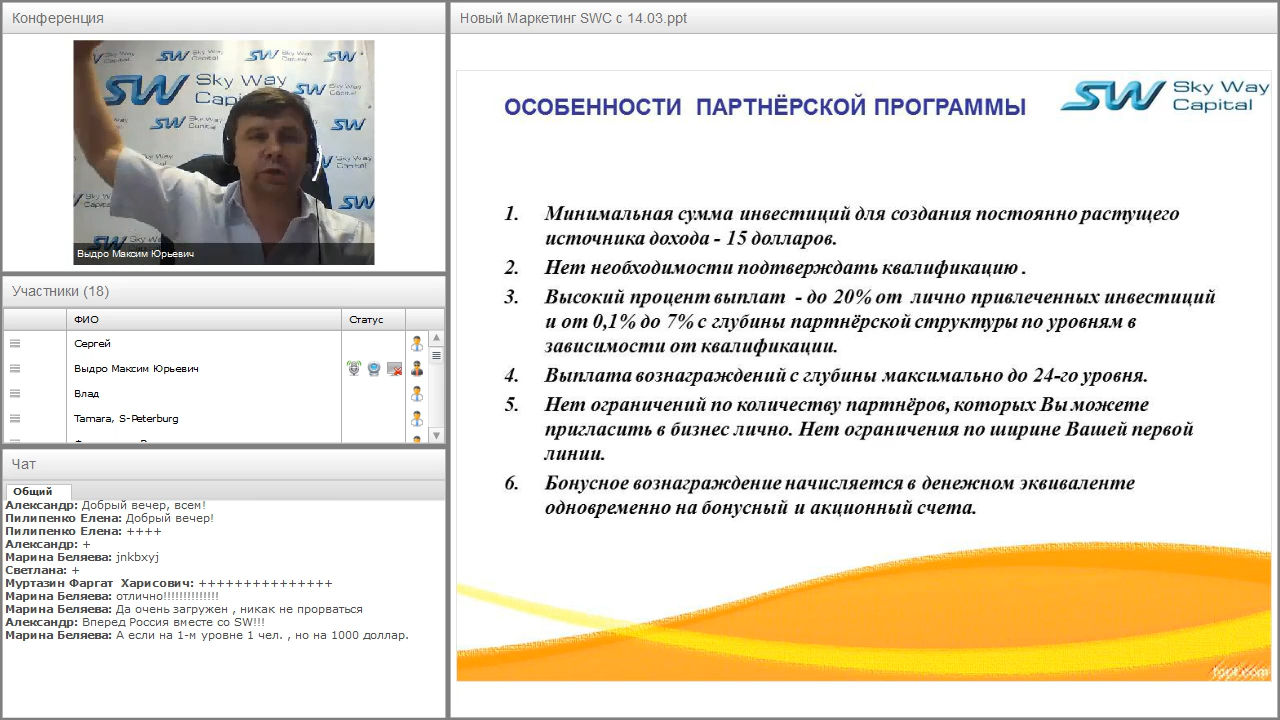 Конференция
SW Sky Way Capital
Выдро Максим Юрьевич
Участники (18)
ФИО Статус
Сергей
Выдро Максим Юрьевич
Влад
Tamara, S-Peterburg
Чат
Общий
Александр: Добрый вечер, всем!
Пилипенко Елена: Добрый вечер!
Пилипенко Елена: ++++
Александр: +
Марина Беляева: jnkbxyj
Светлана: +
Муртазин Фаргат Харисович: +++++++++++++++
Марина Беляева: отлично!!!!!!!!!!!!!!
Марина Беляева: Да очень загружен , никак не прорваться
Александр: Вперед Россия вместе со SW!!!
Марина Беляева: А если на 1-м уровне 1 чел. , но на 1000 доллар.
Новый Маркетинг SWC с 14.03.ppt
ОСОБЕННОСТИ ПАРТНЁРСКОЙ ПРОГРАММЫ
SW Sky Way
Capital
1. Минимальная сумма инвестиций для создания постоянно растущего
источника дохода - 15 долларов.
2. Нет необходимости подтверждать квалификацию .
3. Высокий процент выплат - до 20% от лично привлеченных инвестиций
и от 0,1% до 7% с глубины партнёрской структуры по уровням в
зависимости от квалификации.
4. Выплата вознаграждений с глубины максимально до 24-го уровня.
5. Нет ограничений по количеству партнёров, которых Вы можете
пригласить в бизнес лично. Нет ограничения по ширине Вашей первой
линии.
6. Бонусное вознаграждение начисляется в денежном эквиваленте
одновременно на бонусный и акционный счета.
fppt.com